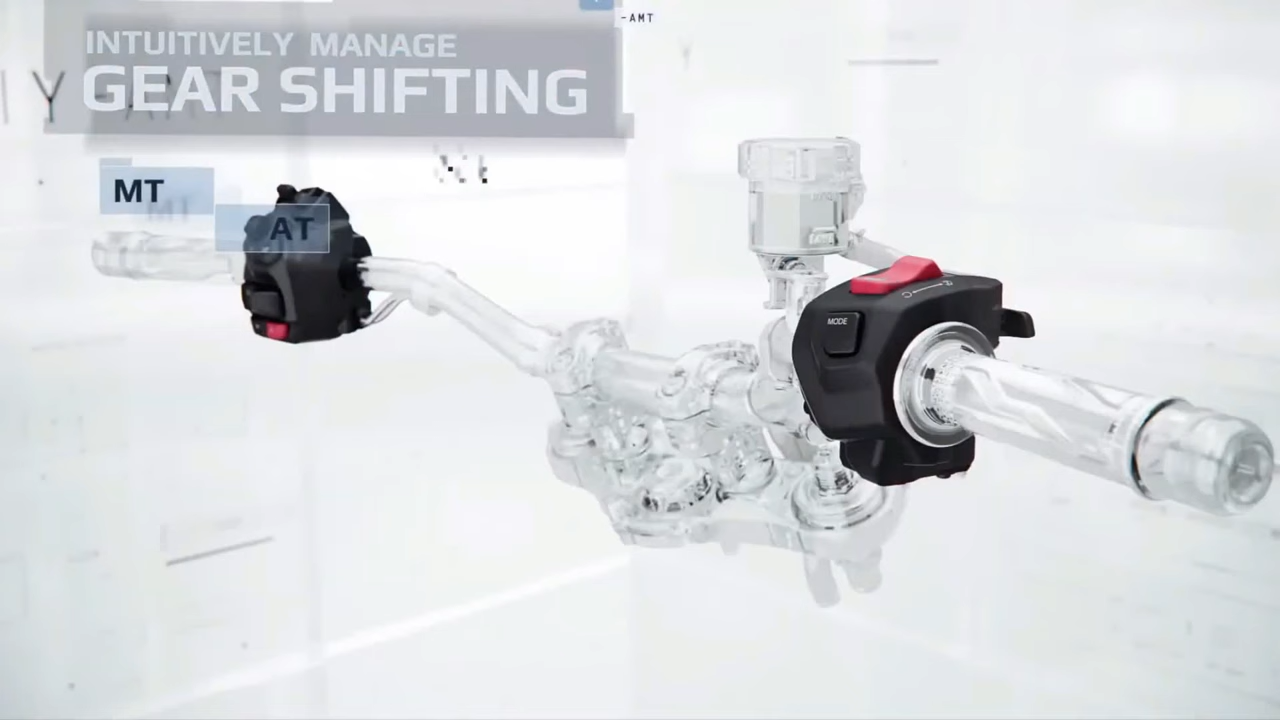 -AMT
INTUITIVELY MANAGE
GEAR SHIFTING
MT
AT
MODE